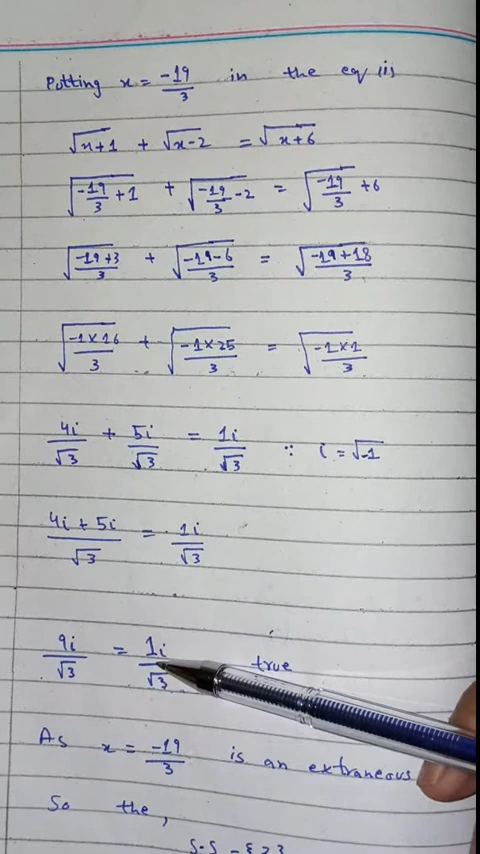 Putting x = -19/3 in the eq (i)
√x+1 + √x-2 = √x+6
√-19/3 +1 + √-19/3 -2 = √-19/3 +6
√-19+3/3 + √-19-6/3 = √-19+18/3
√-1×16/3 + √-1×25/3 = √-1×1/3
4i/√3 + 5i/√3 = 1i/√3 ∵ i = √-1
4i + 5i/√3 = 1i/√3
9i/√3 = 1i/√3 true
As x = -19/3 is an extraneous
So the,